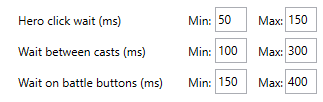 Hero click wait (ms) Min: 50 Max: 150
Wait between casts (ms) Min: 100 Max: 300
Wait on battle buttons (ms) Min: 150 Max: 400